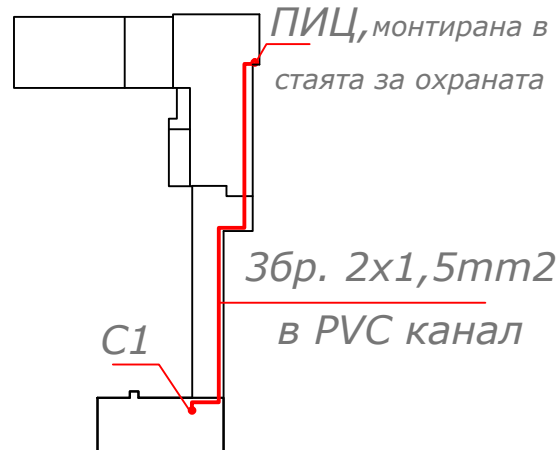 ПИЦ, монтирана в
стаята за охраната
3бр. 2x1,5mm2
в PVC канал
C1